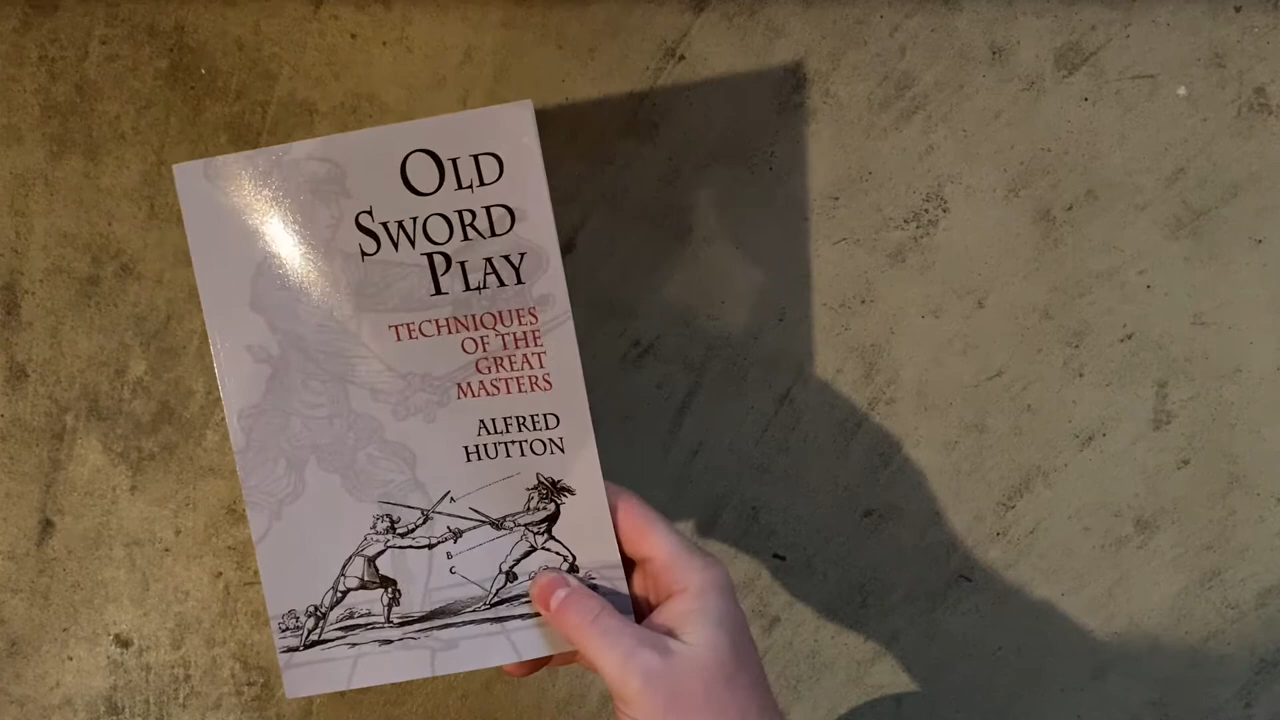 OLD
SWORD
PLAY
TECHNIQUES
OF THE
GREAT
MASTERS
ALFRED
HUTTON
A
B
C